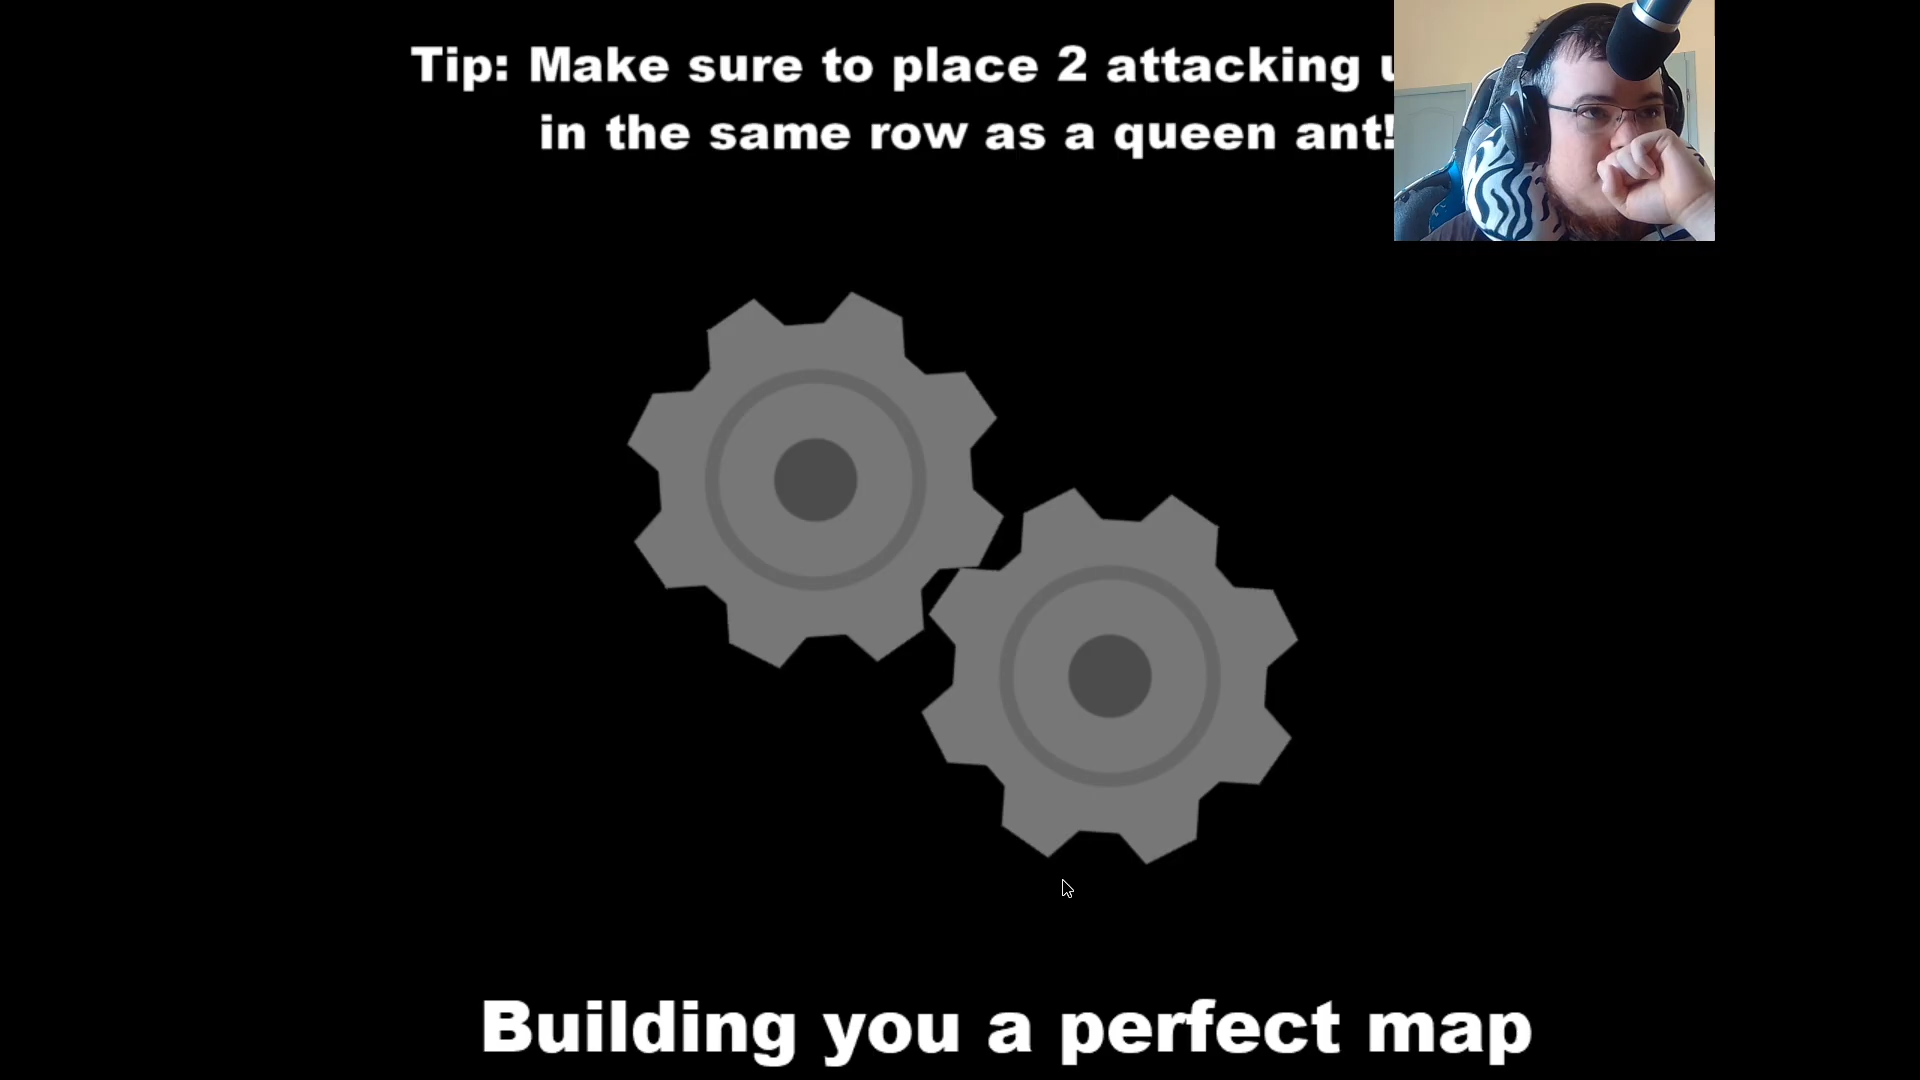 Tip: Make sure to place 2 attacking
in the same row as a queen ant!
Building you a perfect map